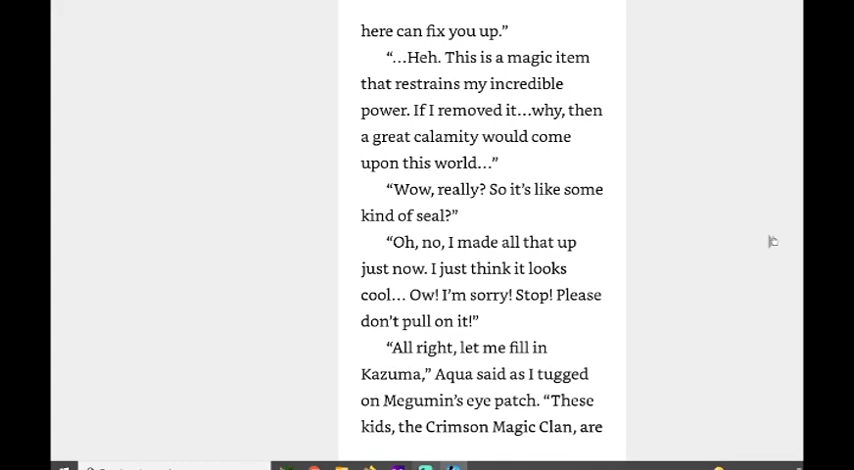 here can fix you up.”
“…Heh. This is a magic item
that restrains my incredible
power. If I removed it…why, then
a great calamity would come
upon this world…”
“Wow, really? So it’s like some
kind of seal?”
“Oh, no, I made all that up
just now. I just think it looks
cool… Ow! I’m sorry! Stop! Please
don’t pull on it!”
“All right, let me fill in
Kazuma,” Aqua said as I tugged
on Megumin’s eye patch. “These
kids, the Crimson Magic Clan, are